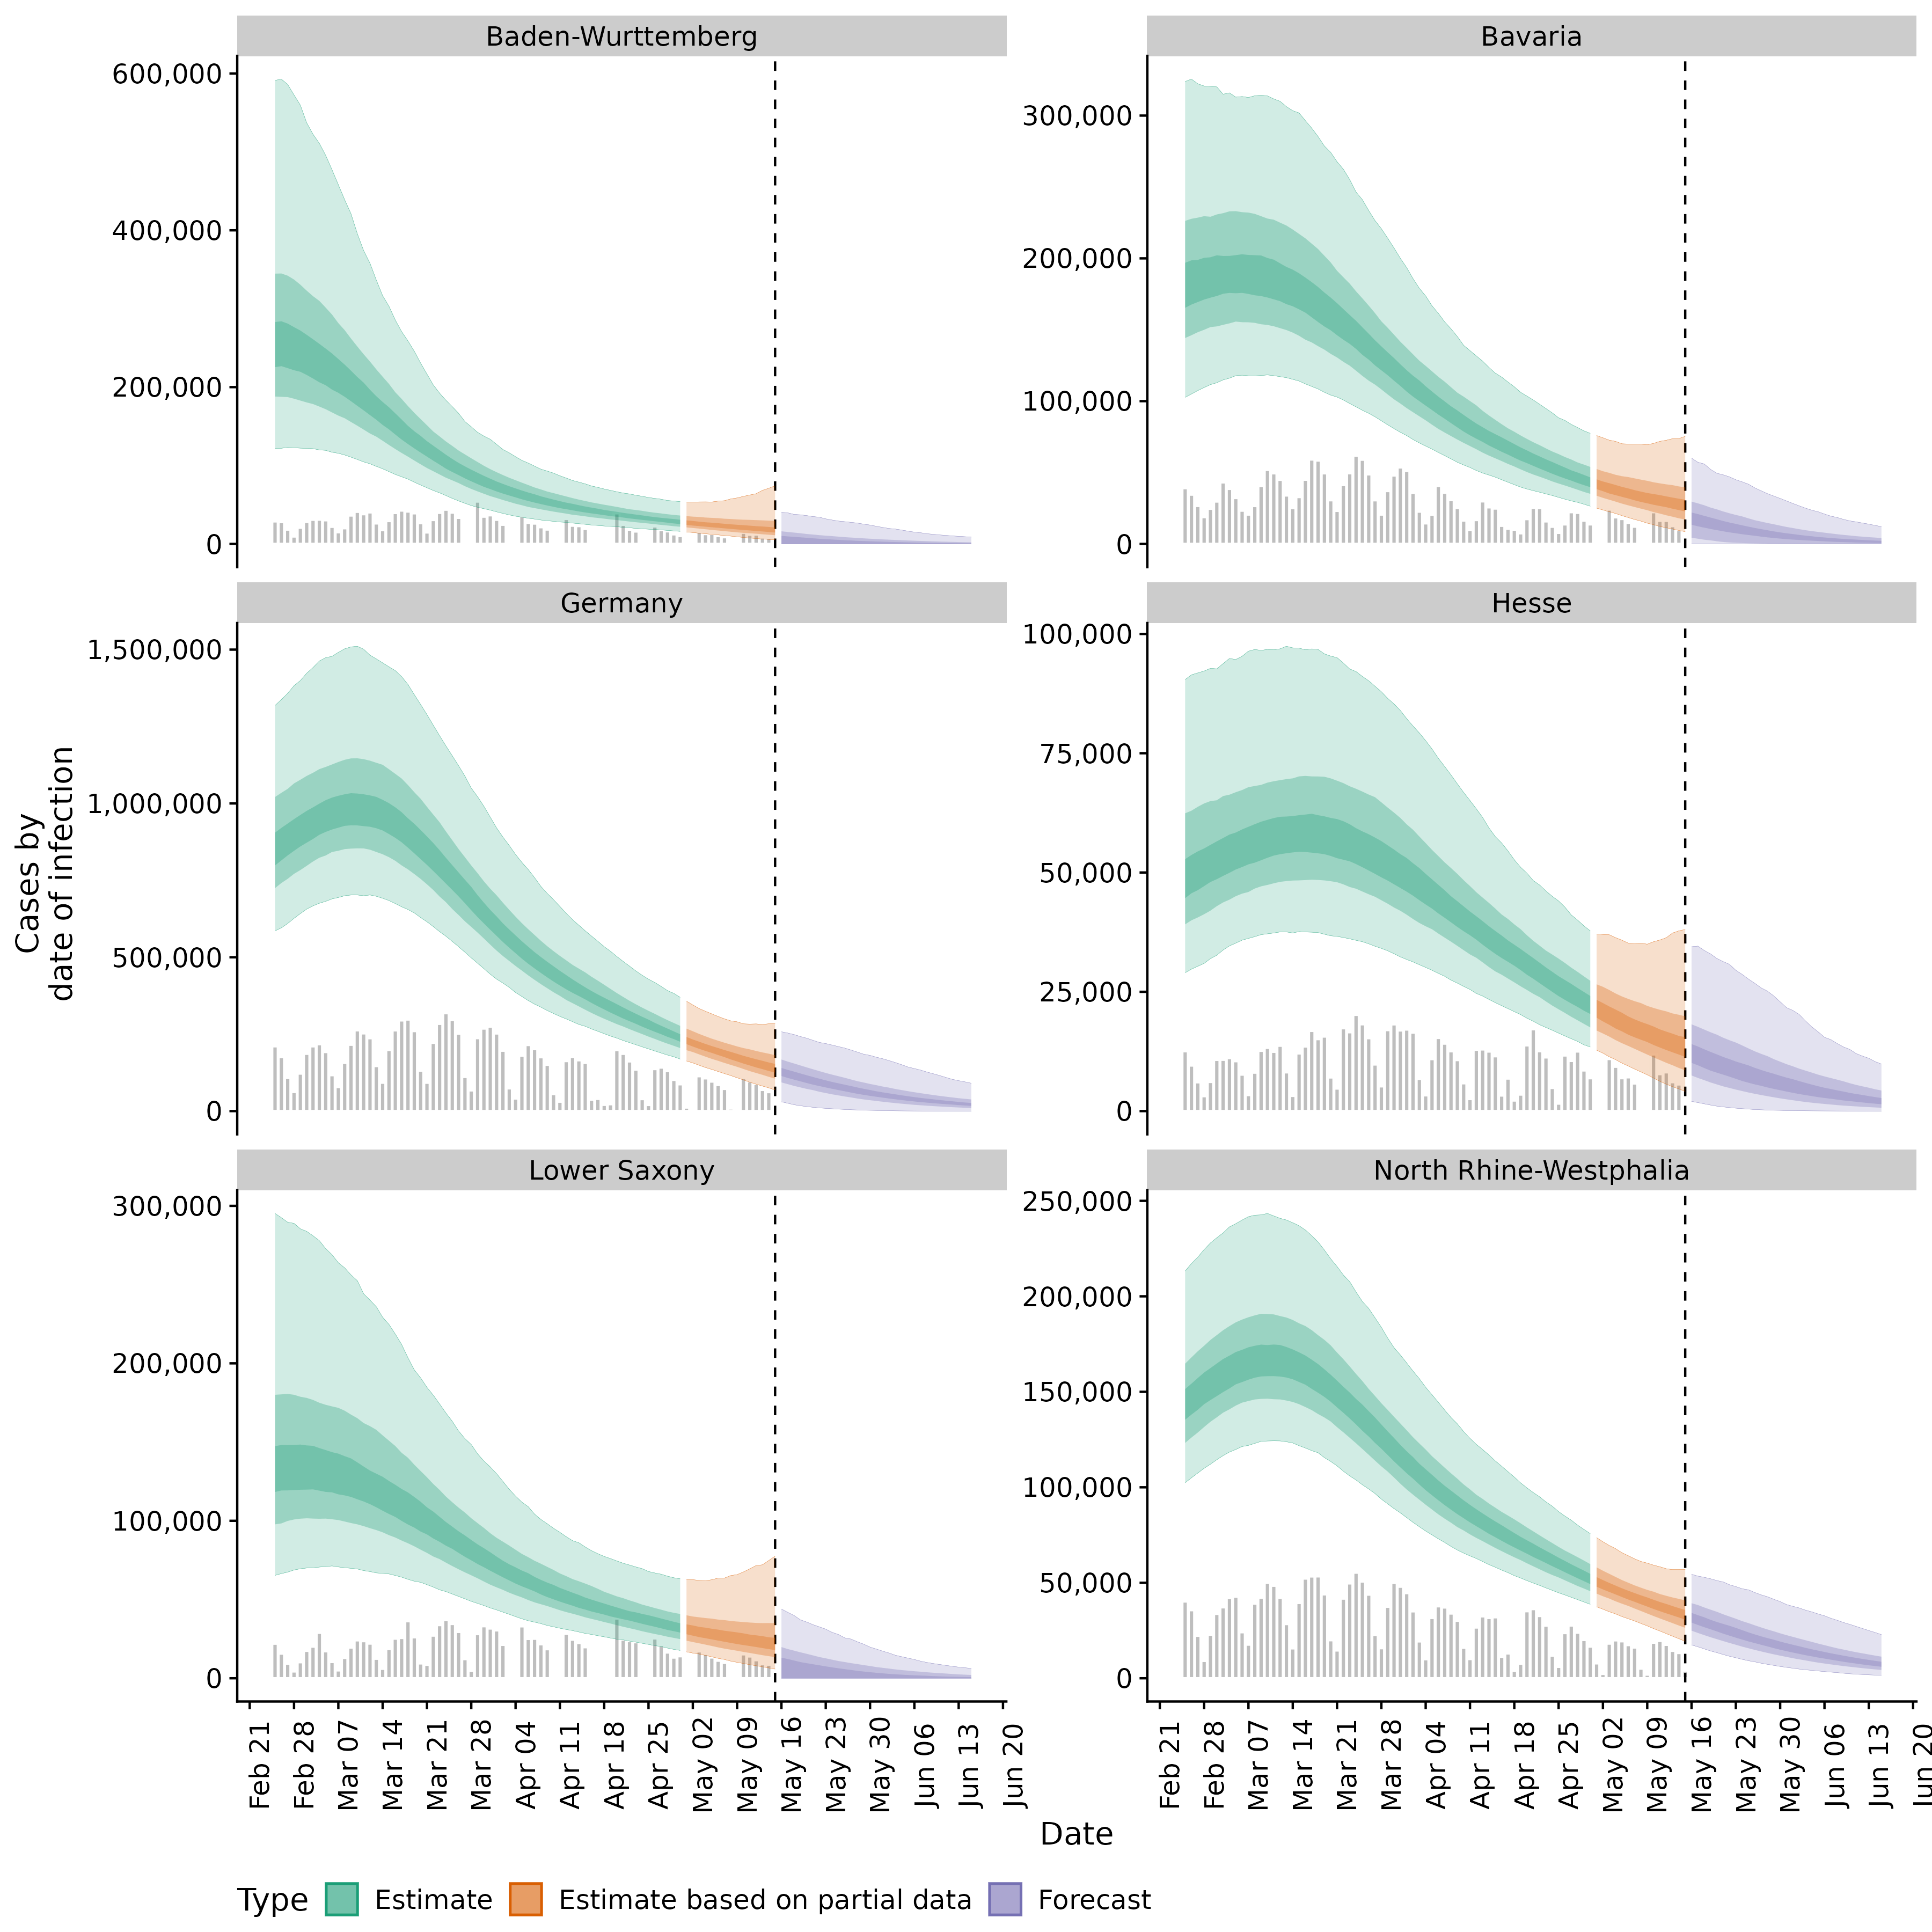 Baden-Wurttemberg
Bavaria
600,000
400,000
200,000
0
300,000
200,000
100,000
0
Germany
Hesse
1,500,000
1,000,000
500,000
0
100,000
75,000
50,000
25,000
0
Cases by
date of infection
Lower Saxony
North Rhine-Westphalia
300,000
200,000
100,000
0
250,000
200,000
150,000
100,000
50,000
0
Feb 21
Feb 28
Mar 07
Mar 14
Mar 21
Mar 28
Apr 04
Apr 11
Apr 18
Apr 25
May 02
May 09
May 16
May 23
May 30
Jun 06
Jun 13
Jun 20
Feb 21
Feb 28
Mar 07
Mar 14
Mar 21
Mar 28
Apr 04
Apr 11
Apr 18
Apr 25
May 02
May 09
May 16
May 23
May 30
Jun 06
Jun 13
Jun 20
Date
Type Estimate Estimate based on partial data Forecast